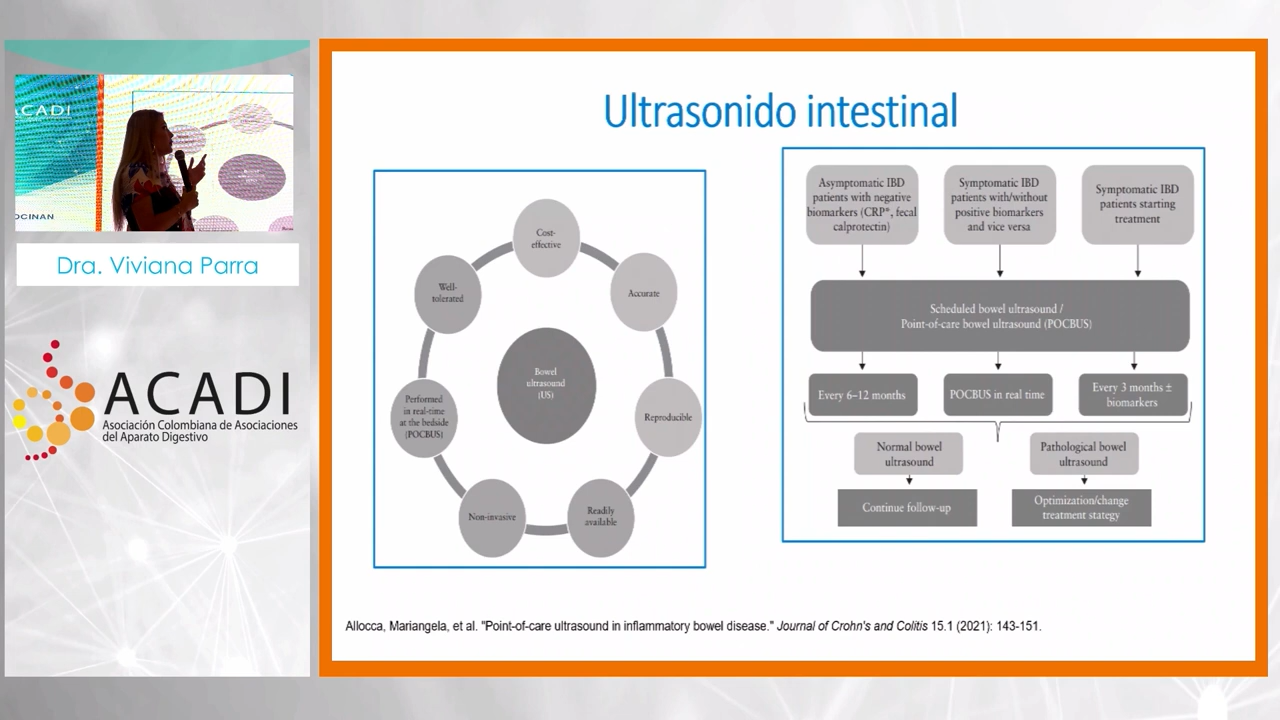 ACADI
OCINAN
Dra. Viviana Parra
ACADI
Asociación Colombiana de Asociaciones
del Aparato Digestivo
Ultrasonido intestinal
Cost-
effective
Accurate
Reproducible
Readily
available
Non-invasive
Performed
in real-time
at the bedside
(POCBUS)
Well-
tolerated
Bowel
ultrasound
(US)
Asymptomatic IBD
patients with negative
biomarkers (CRP*, fecal
calprotectin)
Symptomatic IBD
patients with/without
positive biomarkers
and vice versa
Symptomatic IBD
patients starting
treatment
Scheduled bowel ultrasound /
Point-of-care bowel ultrasound (POCBUS)
Every 6–12 months
POCBUS in real time
Every 3 months ±
biomarkers
Normal bowel
ultrasound
Pathological bowel
ultrasound
Continue follow-up
Optimization/change
treatment stategy
Allocca, Mariangela, et al. "Point-of-care ultrasound in inflammatory bowel disease." Journal of Crohn's and Colitis 15.1 (2021): 143-151.